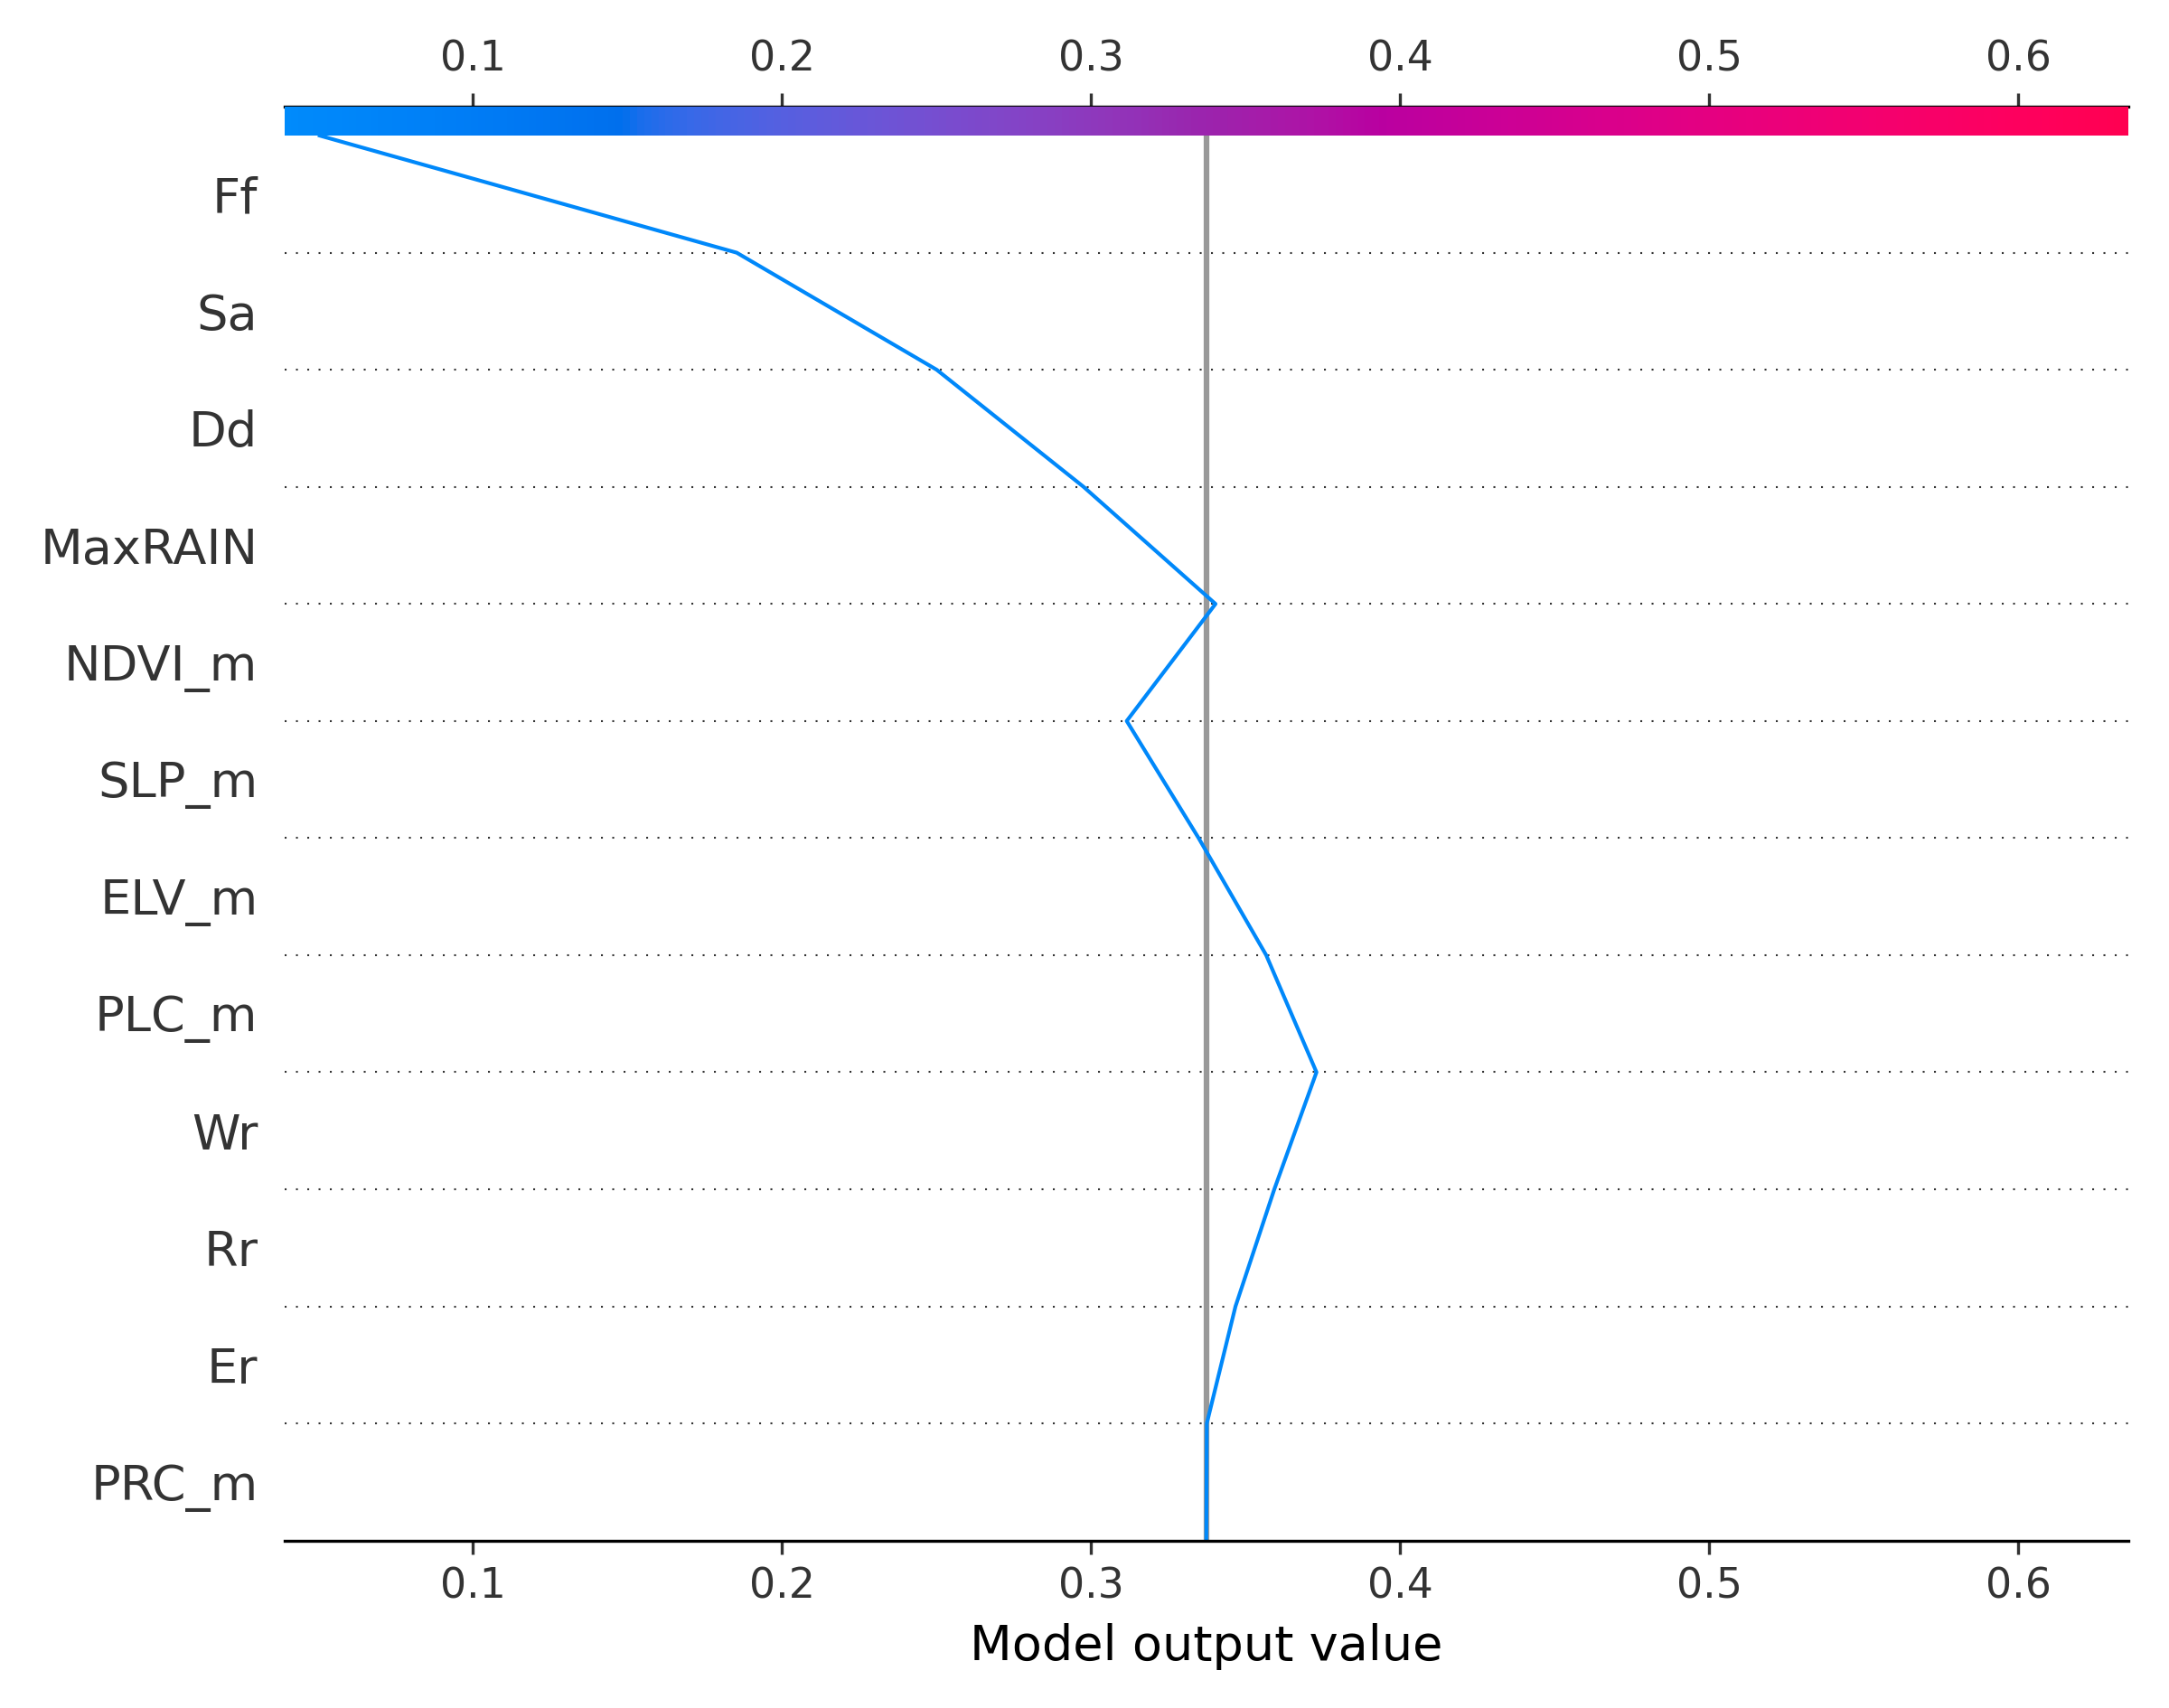 0.1 0.2 0.3 0.4 0.5 0.6
Ff
Sa
Dd
MaxRAIN
NDVI_m
SLP_m
ELV_m
PLC_m
Wr
Rr
Er
PRC_m
0.1 0.2 0.3 0.4 0.5 0.6
Model output value